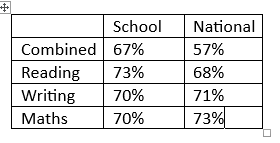 School National
Combined 67% 57%
Reading 73% 68%
Writing 70% 71%
Maths 70% 73%